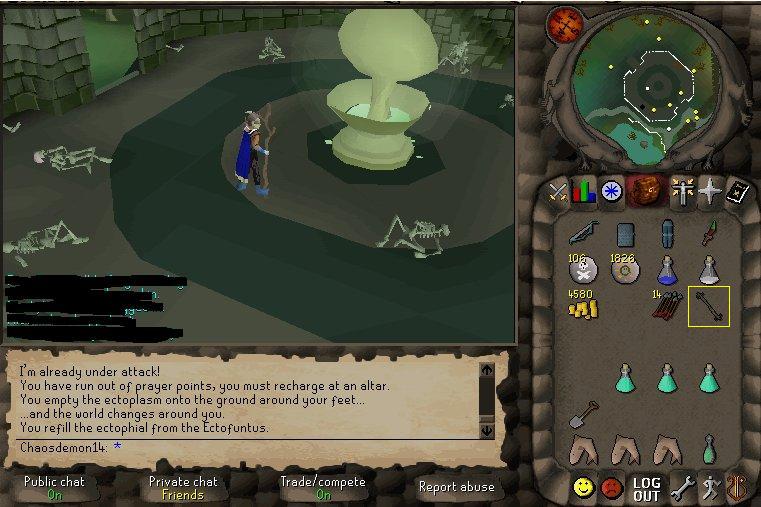 106
1826
4580
14
I'm already under attack!
You have run out of prayer points, you must recharge at an altar.
You empty the ectoplasm onto the ground around your feet...
...and the world changes around you.
You refill the ectophial from the Ectofuntus.
Chaosdemon14: *
Public chat
On
Private chat
Friends
Trade/compete
On
Report abuse
LOG
OUT